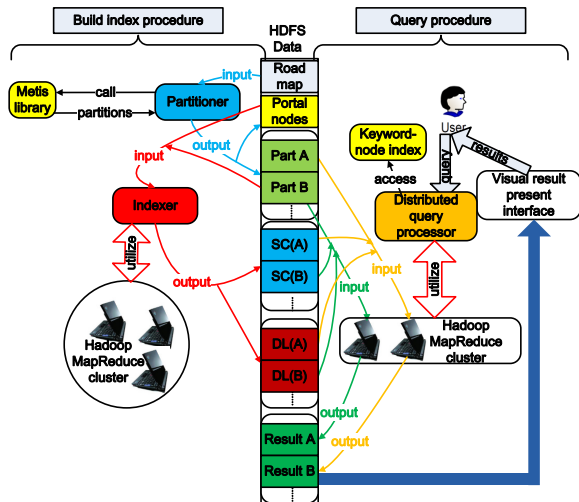 Build index procedure
HDFS
Data
Query procedure
Road
map
input
Metis
library
call
partitions
Partitioner
Portal
nodes
output
input
Part A
Part B
Keyword-
node index
User
query
results
access
Visual result
present
interface
Indexer
Distributed
query
processor
utilize
output
SC(A)
SC(B)
input
input
utilize
Hadoop
MapReduce
cluster
DL(A)
DL(B)
Hadoop
MapReduce
cluster
output
output
Result A
Result B